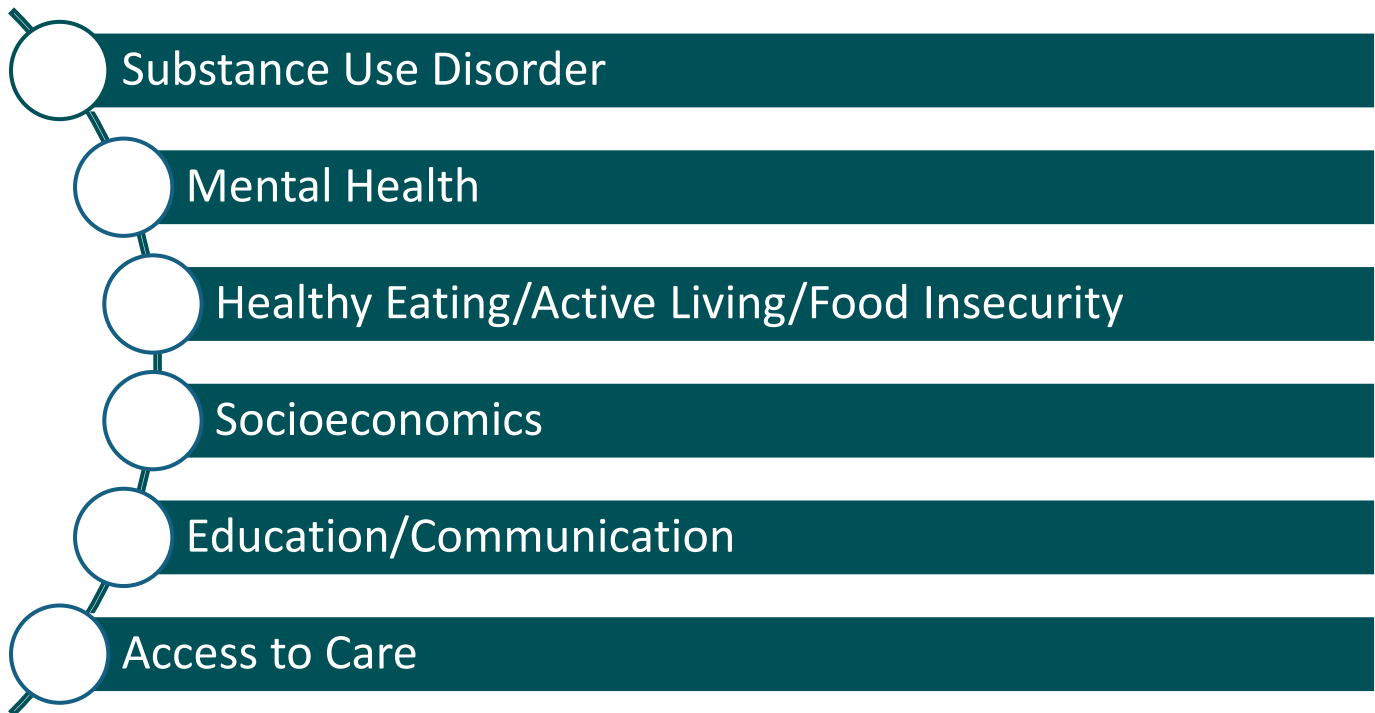 Substance Use Disorder
Mental Health
Healthy Eating/Active Living/Food Insecurity
Socioeconomics
Education/Communication
Access to Care